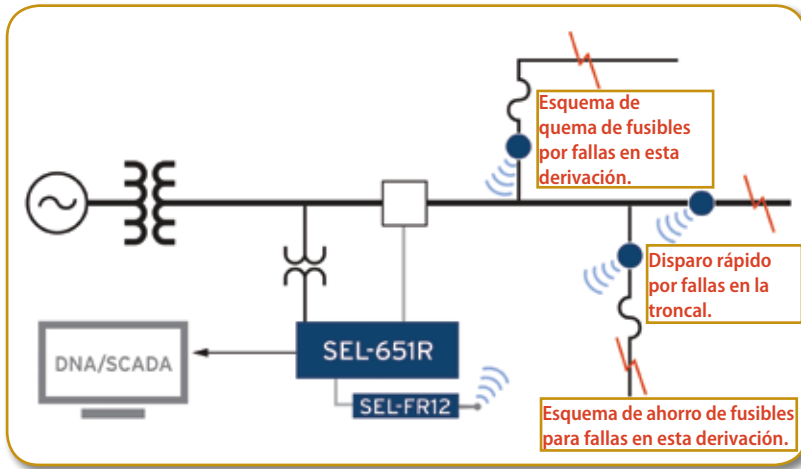 Esquema de
quema de fusibles
por fallas en esta
derivación.
Disparo rápido
por fallas en la
troncal.
SEL-651R
DNA/SCADA
SEL-FR12
Esquema de ahorro de fusibles
para fallas en esta derivación.